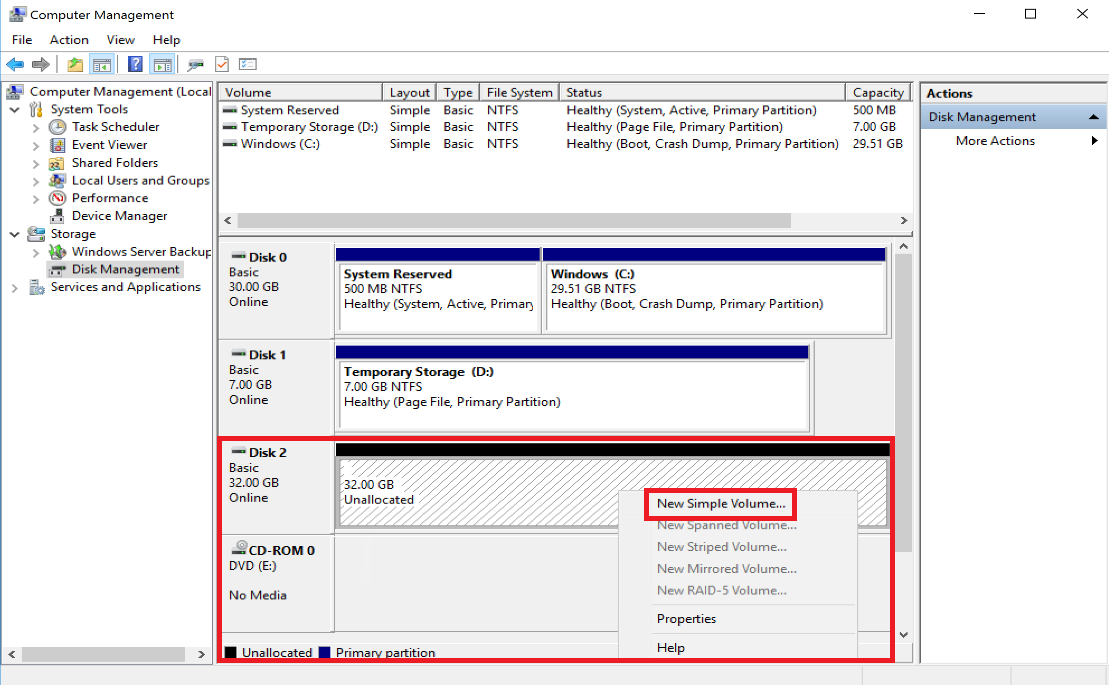 Computer Management
File Action View Help
Computer Management (Local
System Tools
Task Scheduler
Event Viewer
Shared Folders
Local Users and Groups
Performance
Device Manager
Storage
Windows Server Backup
Disk Management
Services and Applications
Volume Layout Type File System Status Capacity
System Reserved Simple Basic NTFS Healthy (System, Active, Primary Partition) 500 MB
Temporary Storage (D:) Simple Basic NTFS Healthy (Page File, Primary Partition) 7.00 GB
Windows (C:) Simple Basic NTFS Healthy (Boot, Crash Dump, Primary Partition) 29.51 GB
Disk 0
Basic
30.00 GB
Online
System Reserved
500 MB NTFS
Healthy (System, Active, Primary
Windows (C:)
29.51 GB NTFS
Healthy (Boot, Crash Dump, Primary Partition)
Disk 1
Basic
7.00 GB
Online
Temporary Storage (D:)
7.00 GB NTFS
Healthy (Page File, Primary Partition)
Disk 2
Basic
32.00 GB
Online
32.00 GB
Unallocated
New Simple Volume...
New Spanned Volume...
New Striped Volume...
New Mirrored Volume...
New RAID-5 Volume...
Properties
Help
CD-ROM 0
DVD (E:)
No Media
Unallocated Primary partition
Actions
Disk Management
More Actions